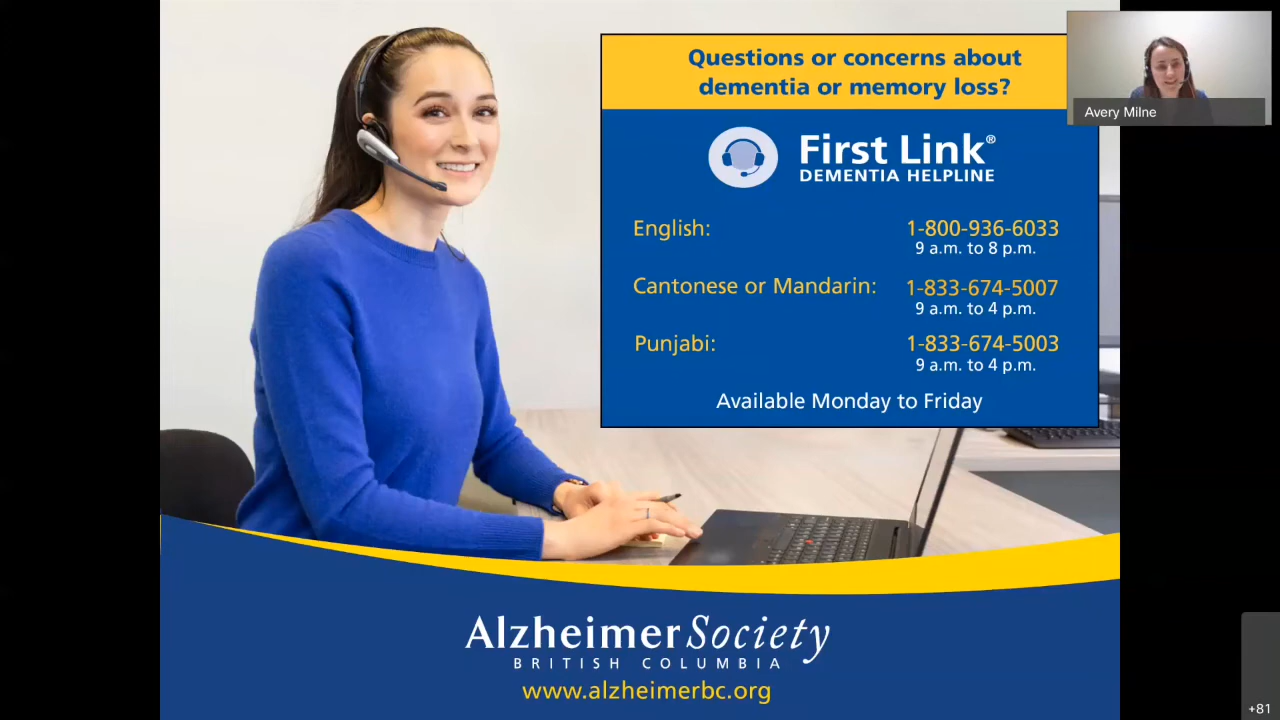 Questions or concerns about
dementia or memory loss?
Avery Milne
First Link®
DEMENTIA HELPLINE
English: 1-800-936-6033
9 a.m. to 8 p.m.
Cantonese or Mandarin: 1-833-674-5007
9 a.m. to 4 p.m.
Punjabi: 1-833-674-5003
9 a.m. to 4 p.m.
Available Monday to Friday
AlzheimerSociety
BRITISH COLUMBIA
www.alzheimerbc.org
+81